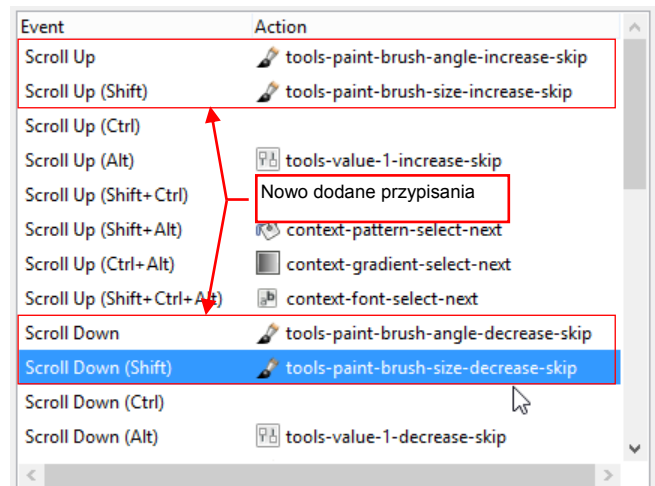 Event Action
Scroll Up tools-paint-brush-angle-increase-skip
Scroll Up (Shift) tools-paint-brush-size-increase-skip
Scroll Up (Ctrl)
Scroll Up (Alt) tools-value-1-increase-skip
Scroll Up (Shift+Ctrl) Nowo dodane przypisania
Scroll Up (Shift+Alt) context-pattern-select-next
Scroll Up (Ctrl+Alt) context-gradient-select-next
Scroll Up (Shift+Ctrl+Alt) context-font-select-next
Scroll Down tools-paint-brush-angle-decrease-skip
Scroll Down (Shift) tools-paint-brush-size-decrease-skip
Scroll Down (Ctrl)
Scroll Down (Alt) tools-value-1-decrease-skip